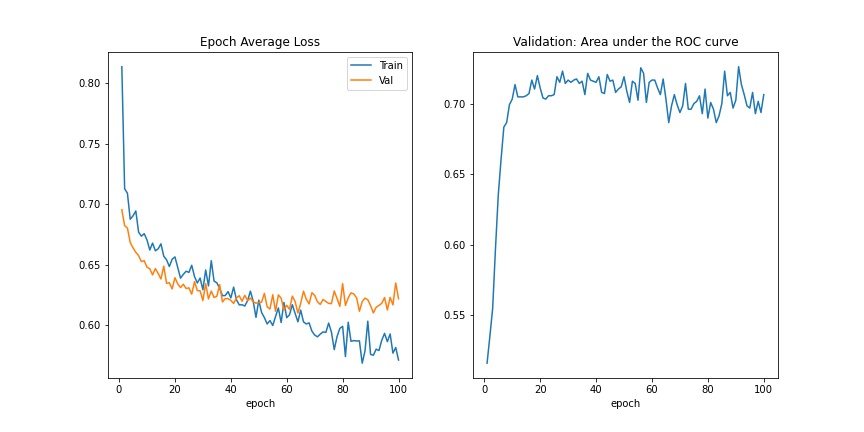 Epoch Average Loss
Train
Val
0.80
0.75
0.70
0.65
0.60
0 20 40 60 80 100
epoch
Validation: Area under the ROC curve
0.70
0.65
0.60
0.55
0 20 40 60 80 100
epoch